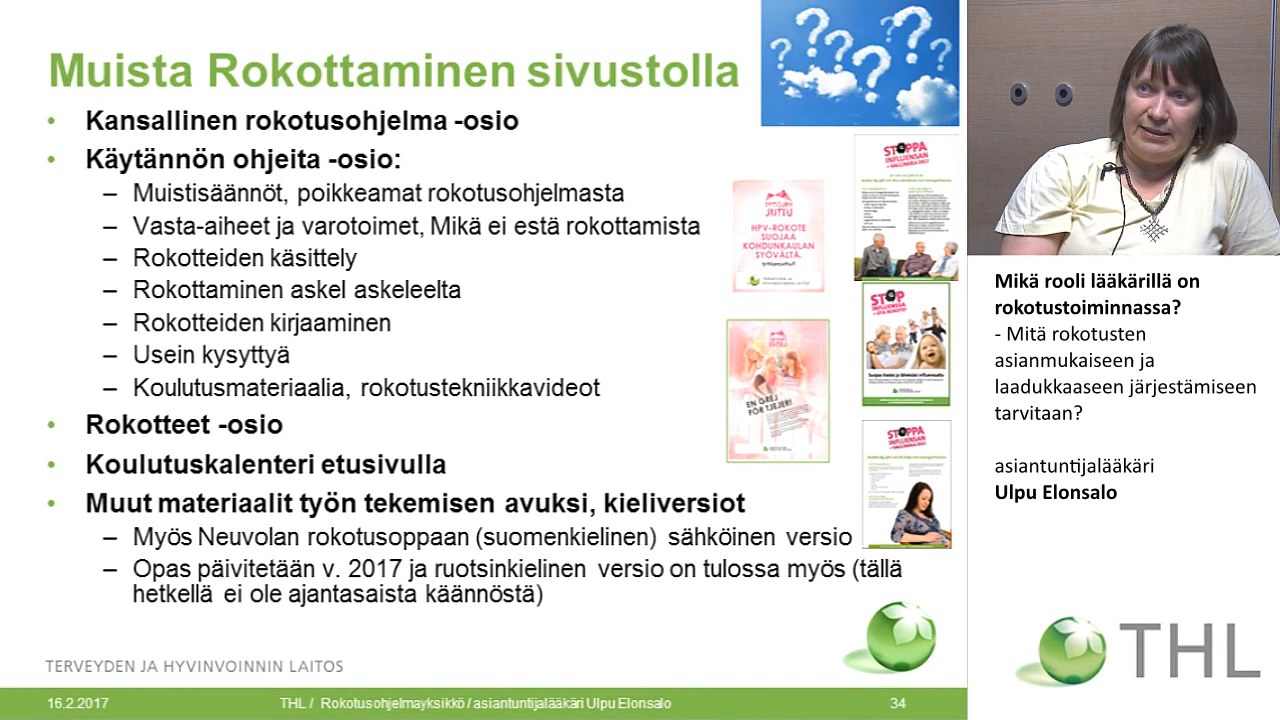 Muista Rokottaminen sivustolla
• Kansallinen rokotusohjelma -osio
• Käytännön ohjeita -osio:
– Muistisäännöt, poikkeamat rokotusohjelmasta
– Vasta-aiheet ja varotoimet, Mikä ei estä rokottamista
– Rokotteiden käsittely
– Rokottaminen askel askeleelta
– Rokotteiden kirjaaminen
– Usein kysyttyä
– Koulutusmateriaalia, rokotustekniikkavideot
• Rokotteet -osio
• Koulutuskalenteri etusivulla
• Muut materiaalit työn tekemisen avuksi, kieliversiot
– Myös Neuvolan rokotusoppaan (suomenkielinen) sähköinen versio
– Opas päivitetään v. 2017 ja ruotsinkielinen versio on tulossa myös (tällä
hetkellä ei ole ajantasaista käännöstä)
JUTTU
HPV-ROKOTE
SUOJAA
KOHDUNKAULAN
SYÖVÄLTÄ.
EN GREJ
FÖR TJEJER!
STOPPA
INFLUENSAN
STOP
INFLUENSSA
STOPPA
INFLUENSAN
TERVEYDEN JA HYVINVOINNIN LAITOS
16.2.2017
THL / Rokotusohjelmayksikkö / asiantuntijalääkäri Ulpu Elonsalo
34
Mikä rooli lääkärillä on
rokotustoiminnassa?
- Mitä rokotusten
asianmukaiseen ja
laadukkaaseen järjestämiseen
tarvitaan?
asiantuntijalääkäri
Ulpu Elonsalo
THL